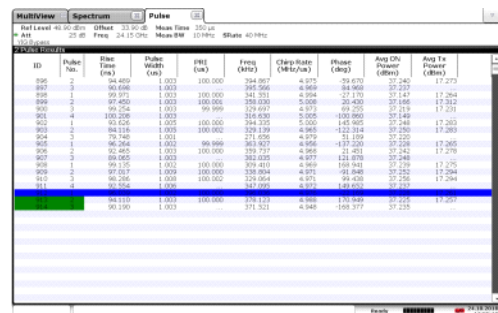 MultiView Spectrum Pulse
Ref Level 46.90 dBm Offset 33.90 dB Meas Time 350 µs
Att 25 dB Freq 24.15 GHz Meas BW 10 MHz SRate 40 MHz
YIG Bypass
2 Pulse Results
ID Pulse No. Rise Time (ns) Pulse Width (us) PRI (us) Freq (kHz) Chirp Rate (MHz/us) Phase (deg) Avg ON Power (dBm) Avg Tx Power (dBm)
896 2 94.489 1.003 100.000 394.867 4.975 -59.670 37.240 17.273
897 3 90.698 1.003 395.566 4.969 84.968 37.237
898 1 99.971 1.003 100.000 341.551 4.994 -27.170 37.147 17.264
899 2 97.450 1.003 100.001 358.030 5.008 20.430 37.166 17.312
900 3 99.254 1.003 99.999 329.697 4.973 69.255 37.219 17.231
901 4 100.208 1.003 316.630 5.005 -100.860 37.149
902 1 93.626 1.005 100.000 394.335 5.000 145.985 37.248 17.283
903 2 84.116 1.005 100.002 329.139 4.965 -122.314 37.250 17.283
904 3 79.748 1.001 271.656 4.979 51.169 37.220
905 1 96.264 1.002 99.999 363.927 4.956 -137.220 37.228 17.265
906 2 92.465 1.003 100.000 359.737 4.968 21.451 37.242 17.278
907 3 89.065 1.003 382.035 4.977 121.878 37.248
908 1 99.135 1.002 100.000 309.410 4.969 168.941 37.239 17.275
909 2 97.017 1.009 100.000 336.804 4.971 -91.648 37.252 17.294
910 3 98.286 1.008 100.002 329.064 4.971 99.438 37.256 17.294
911 4 92.554 1.006 347.095 4.972 149.652 37.237
94.110 1.003 100.000 378.123 4.988 170.949 37.225 17.257
90.190 1.003 ... 371.521 4.948 -168.377 37.235 ...
Ready